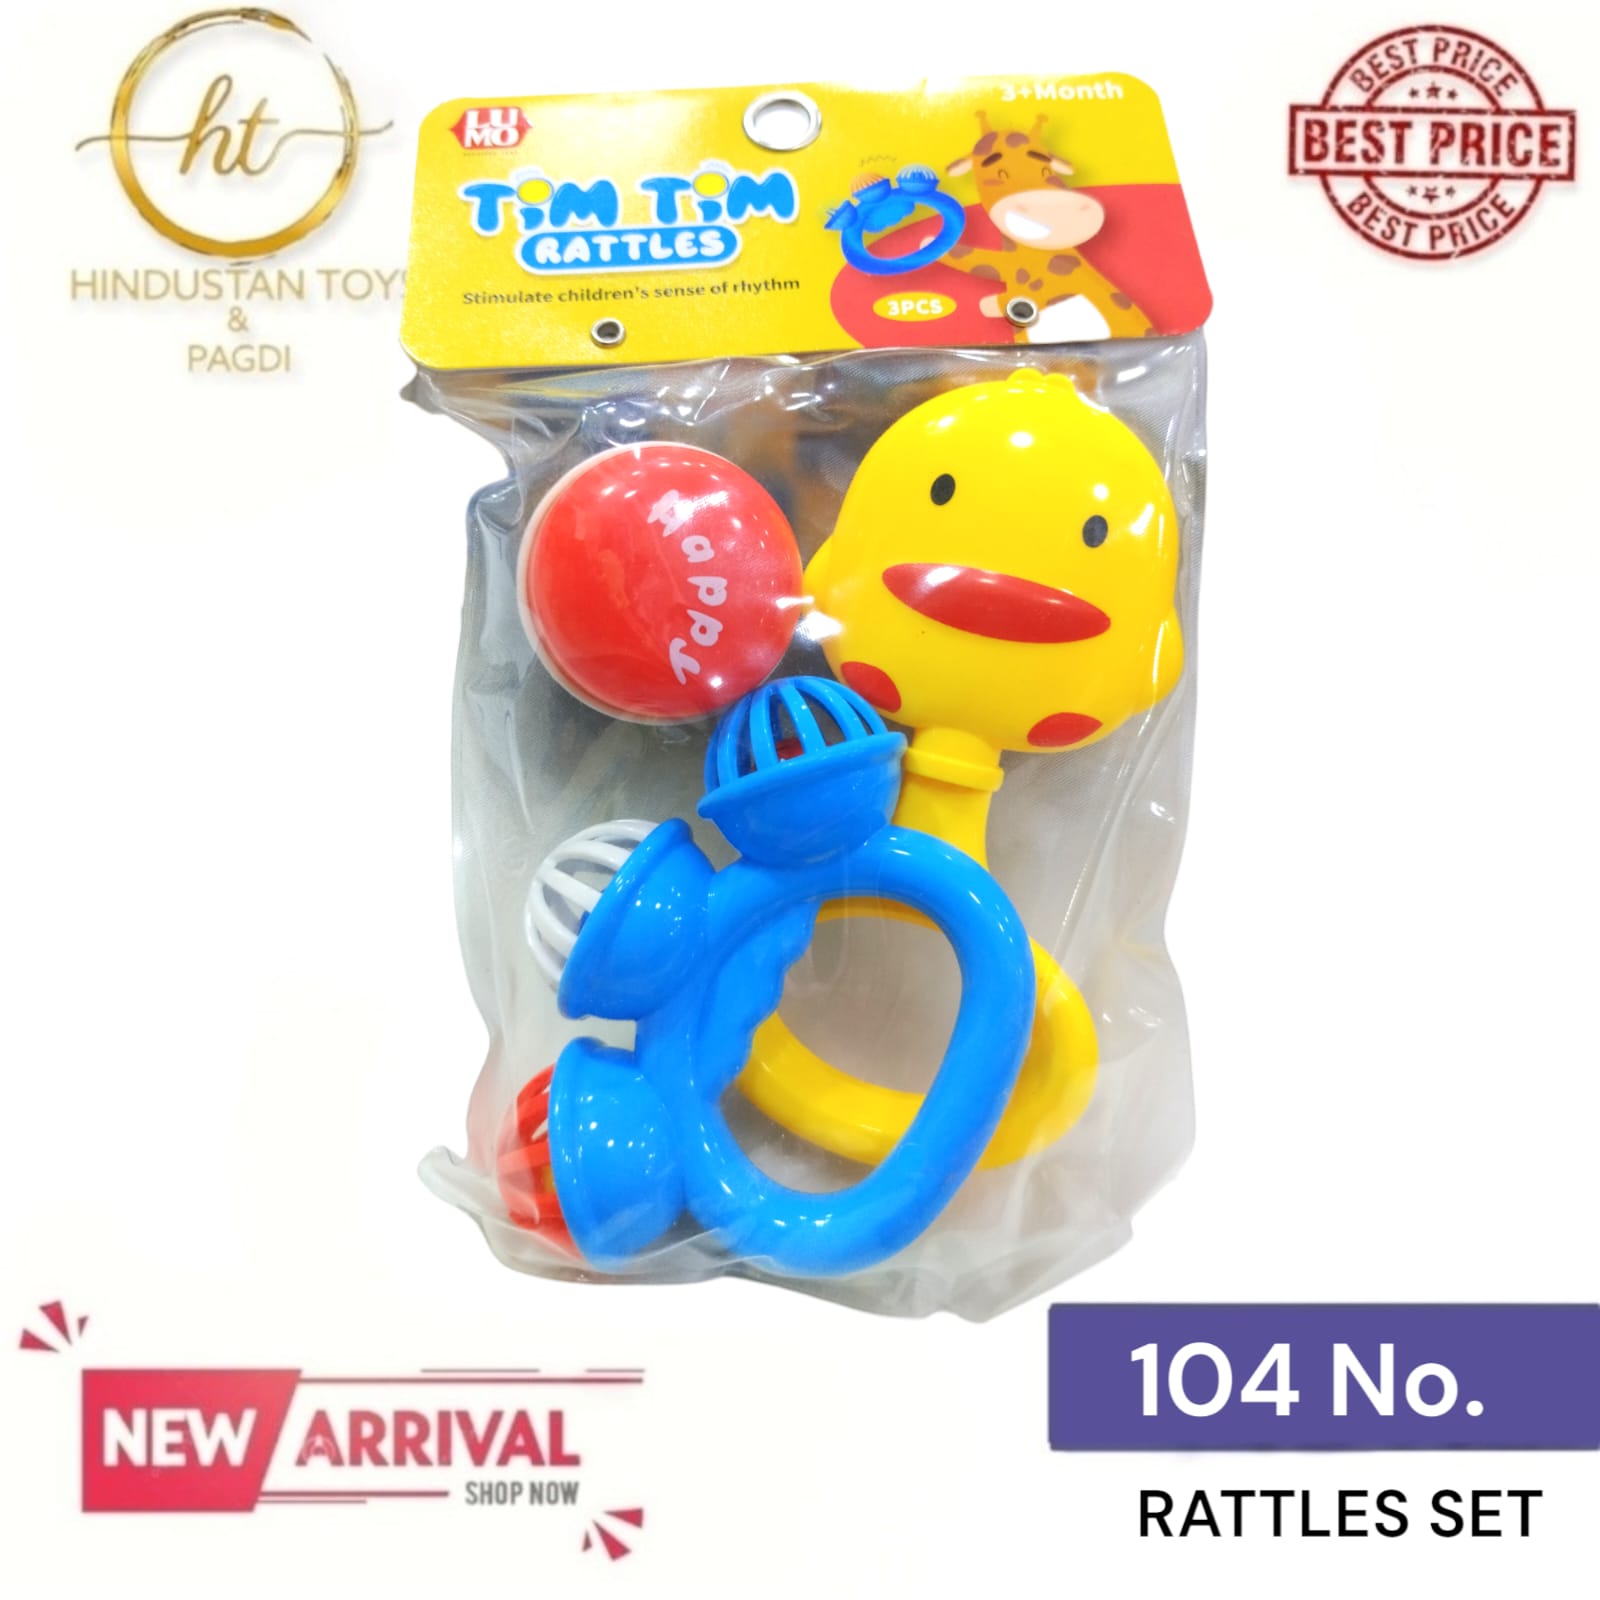 ht
HINDUSTAN TOYS
&
PAGDI
LU
MO
3+Month
TiM TiM
RATTLES
Stimulate children's sense of rhythm
3PCS
BEST PRICE
BEST PRICE
BEST PRICE
NEW ARRIVAL
SHOP NOW
104 No.
RATTLES SET